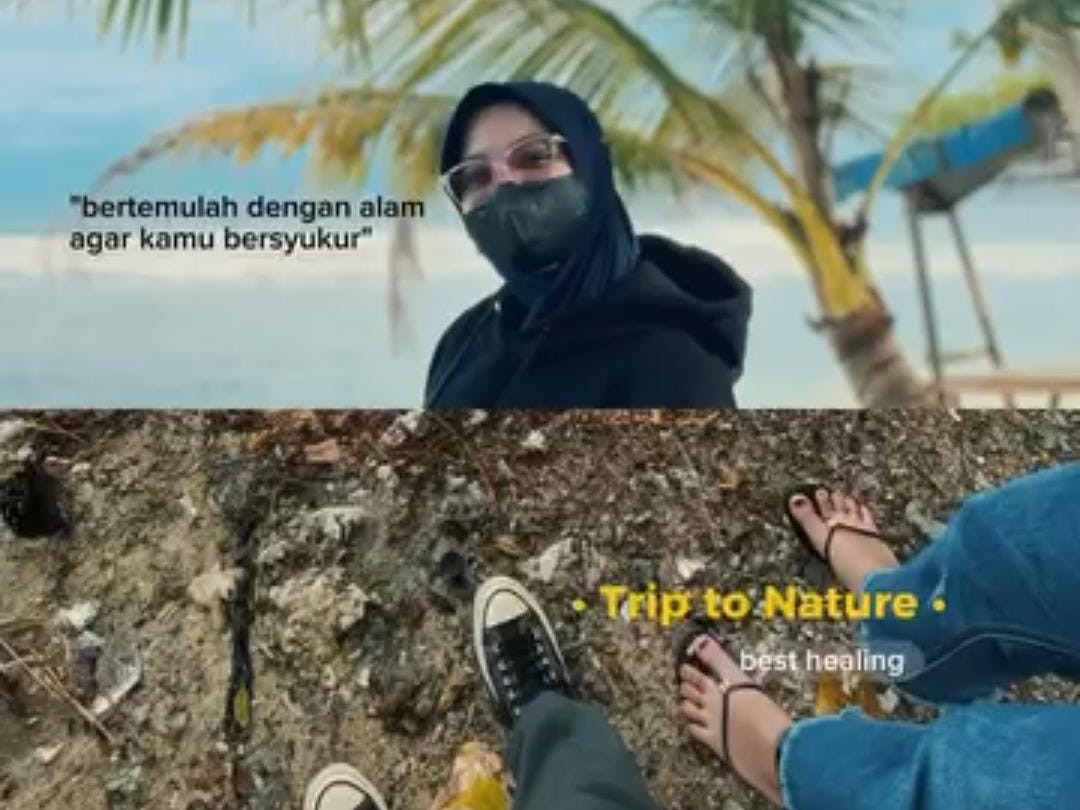 "bertemulah dengan alam
agar kamu bersyukur"
• Trip to Nature •
best healing